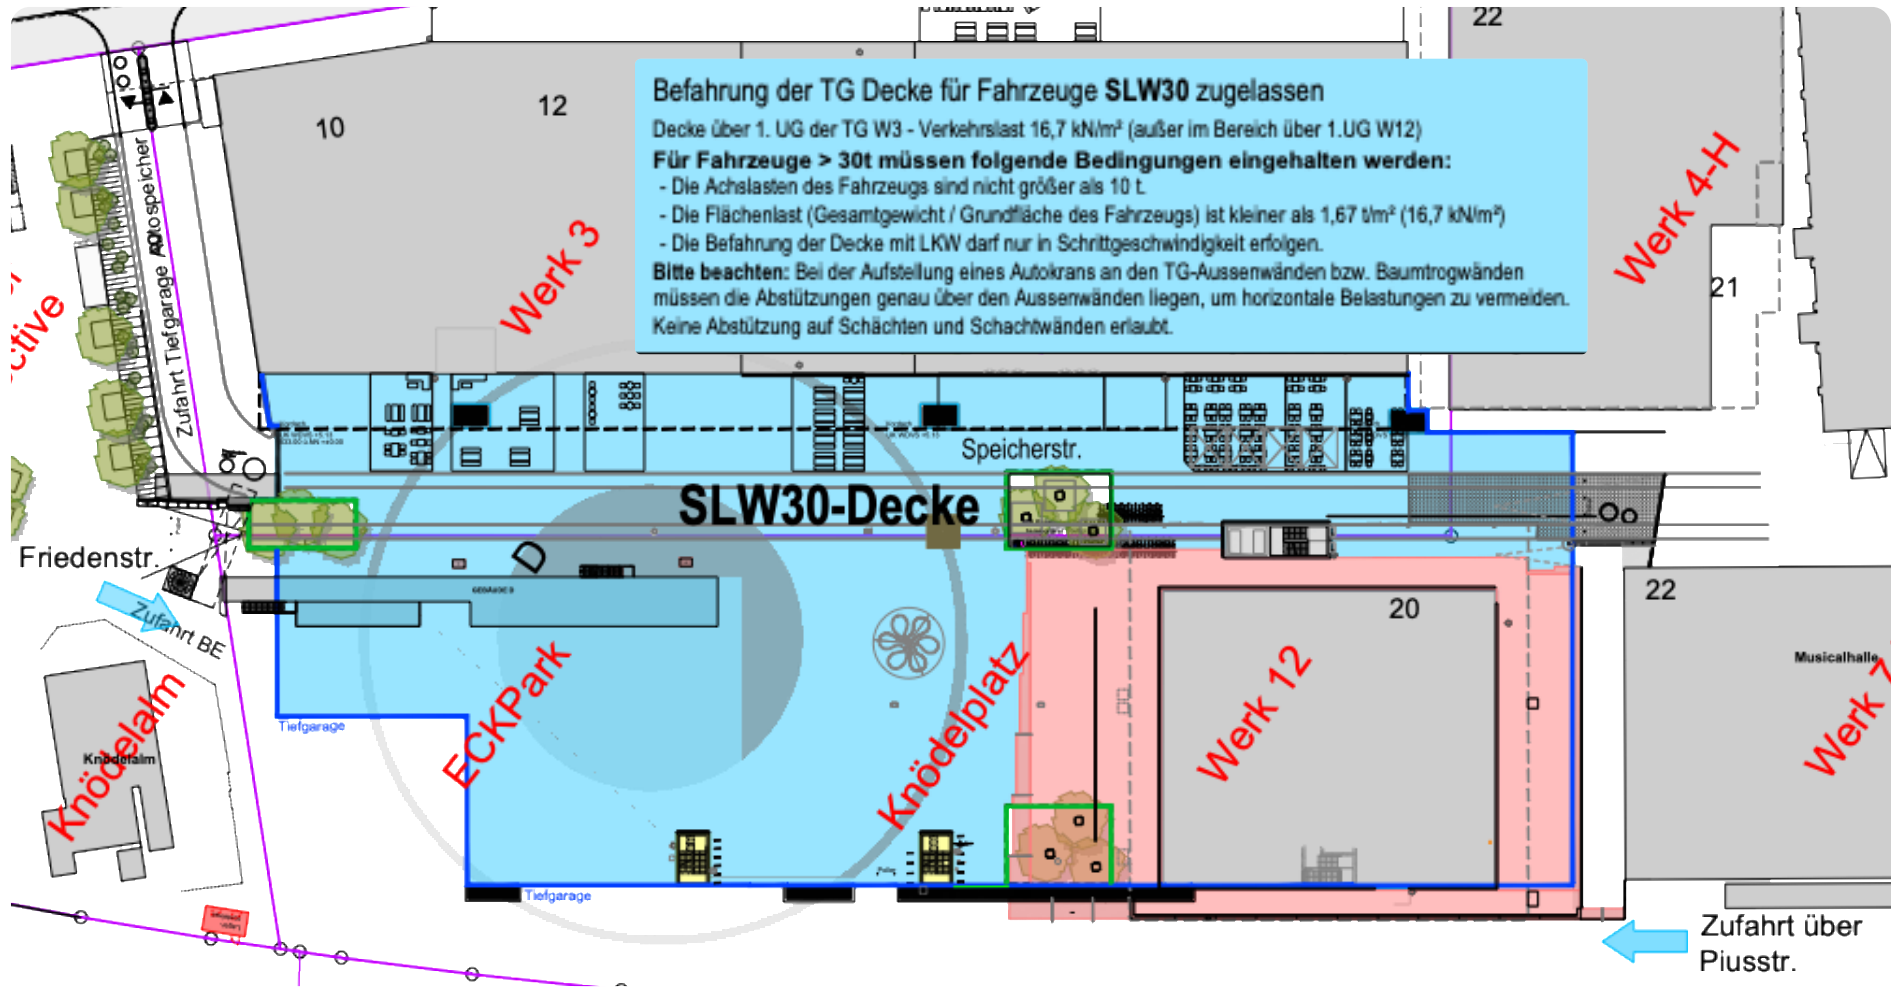 22
10
12
Befahrung der TG Decke für Fahrzeuge SLW30 zugelassen
Decke über 1. UG der TG W3 - Verkehrslast 16,7 kN/m² (außer im Bereich über 1.UG W12)
Für Fahrzeuge > 30t müssen folgende Bedingungen eingehalten werden:
- Die Achslasten des Fahrzeugs sind nicht größer als 10 t.
- Die Flächenlast (Gesamtgewicht / Grundfläche des Fahrzeugs) ist kleiner als 1,67 t/m² (16,7 kN/m²)
- Die Befahrung der Decke mit LKW darf nur in Schrittgeschwindigkeit erfolgen.
Bitte beachten: Bei der Aufstellung eines Autokrans an den TG-Aussenwänden bzw. Baumtrogwänden
müssen die Abstützungen genau über den Aussenwänden liegen, um horizontale Belastungen zu vermeiden.
Keine Abstützung auf Schächten und Schachtwänden erlaubt.
Zufahrt Tiefgarage
Autospeicher
Werk 3
Werk 4-H
21
ctive
Speicherstr.
SLW30-Decke
Friedenstr.
Zufahrt BE
D
GEBÄUDE D
20
22
Musicalhalle
Knödelalm
Knödelalm
ECKPark
Knödelplatz
Werk 12
Werk 7
Tiefgarage
Tiefgarage
Zufahrt über
Piusstr.